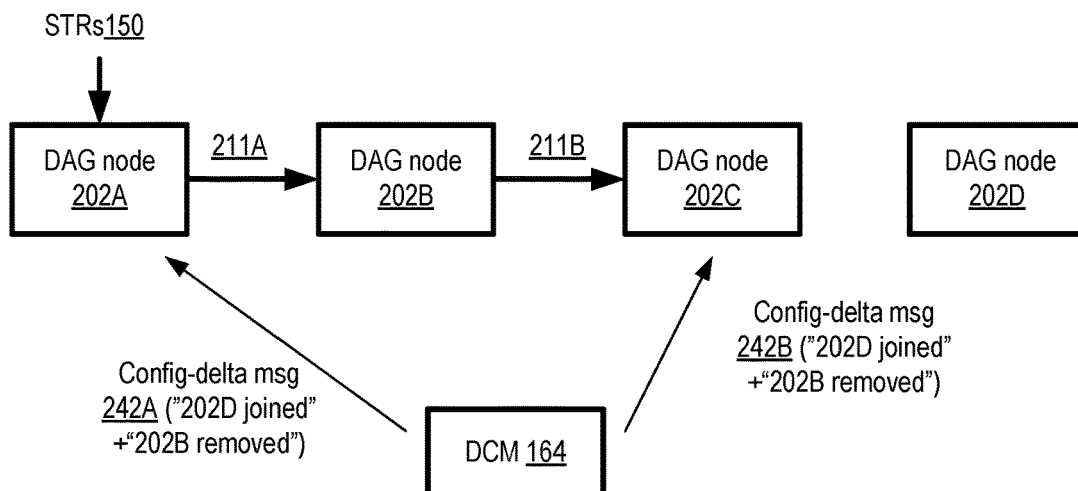 STRs150
DAG node
202A
211A
DAG node
202B
211B
DAG node
202C
DAG node
202D
Config-delta msg
242A ("202D joined"
+“202B removed”)
Config-delta msg
242B ("202D joined"
+“202B removed”)
DCM 164